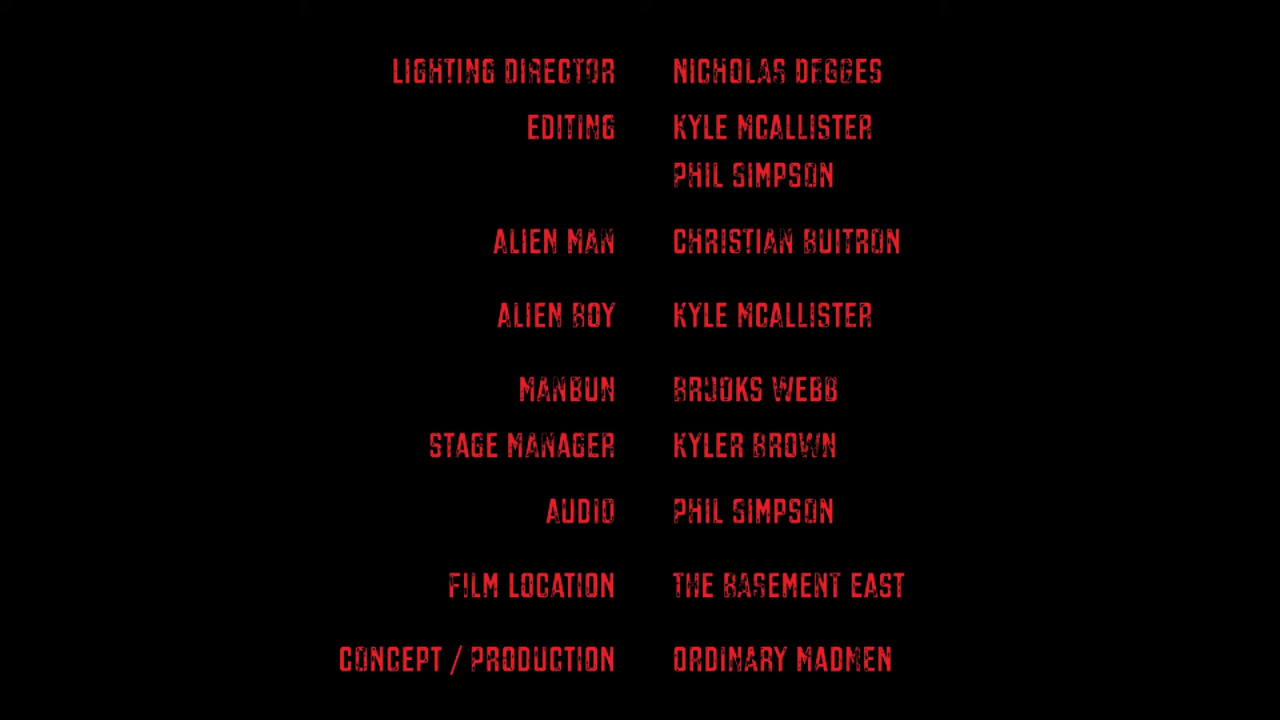 LIGHTING DIRECTOR NICHOLAS DEGGES
EDITING KYLE MCALLISTER
PHIL SIMPSON
ALIEN MAN CHRISTIAN BUITRON
ALIEN BOY KYLE MCALLISTER
MANBUN BROOKS WEBB
STAGE MANAGER KYLER BROWN
AUDIO PHIL SIMPSON
FILM LOCATION THE BASEMENT EAST
CONCEPT / PRODUCTION ORDINARY MADMEN